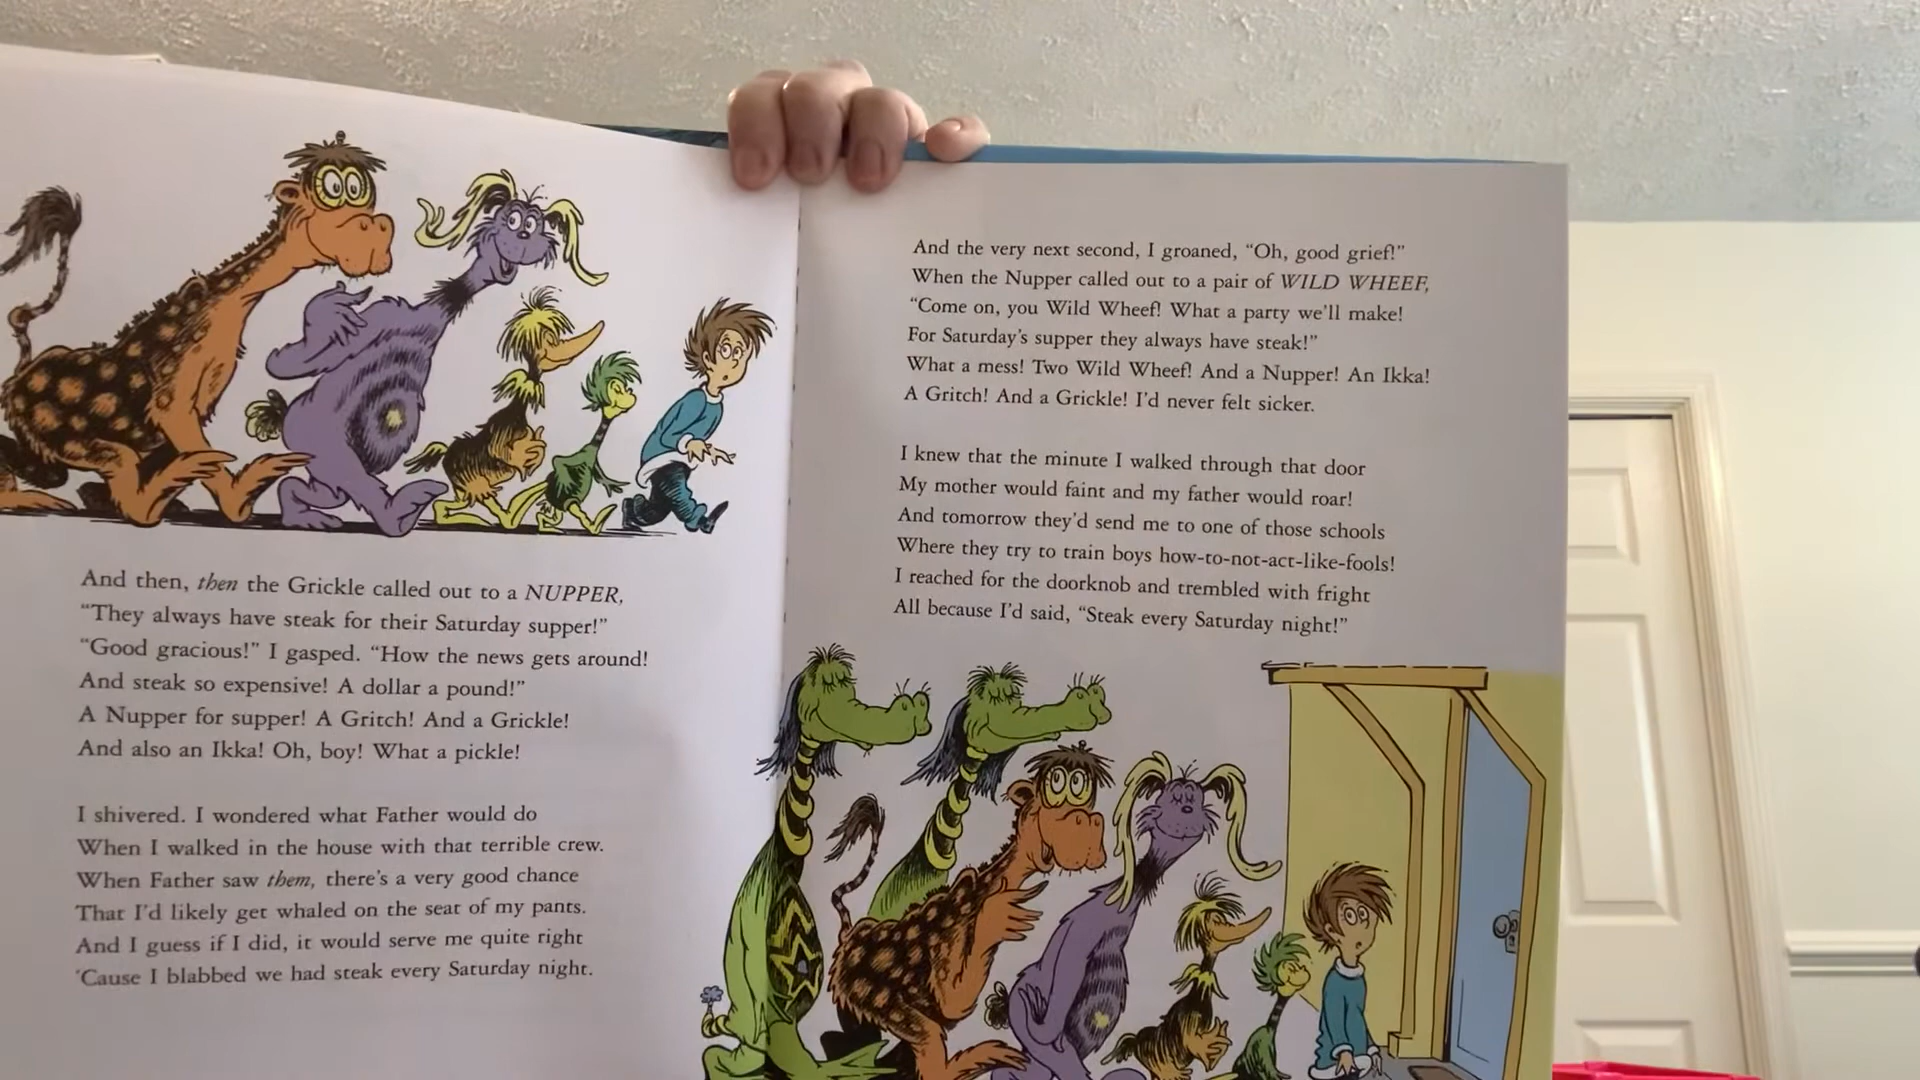 And then, then the Grickle called out to a NUPPER,
“They always have steak for their Saturday supper!”
“Good gracious!” I gasped. “How the news gets around!
And steak so expensive! A dollar a pound!”
A Nupper for supper! A Gritch! And a Grickle!
And also an Ikka! Oh, boy! What a pickle!
I shivered. I wondered what Father would do
When I walked in the house with that terrible crew.
When Father saw them, there’s a very good chance
That I’d likely get whaled on the seat of my pants.
And I guess if I did, it would serve me quite right
’Cause I blabbed we had steak every Saturday night.
And the very next second, I groaned, “Oh, good grief!”
When the Nupper called out to a pair of WILD WHEEF,
“Come on, you Wild Wheef! What a party we’ll make!
For Saturday’s supper they always have steak!”
What a mess! Two Wild Wheef! And a Nupper! An Ikka!
A Gritch! And a Grickle! I’d never felt sicker.
I knew that the minute I walked through that door
My mother would faint and my father would roar!
And tomorrow they’d send me to one of those schools
Where they try to train boys how-to-not-act-like-fools!
I reached for the doorknob and trembled with fright
All because I’d said, “Steak every Saturday night!”